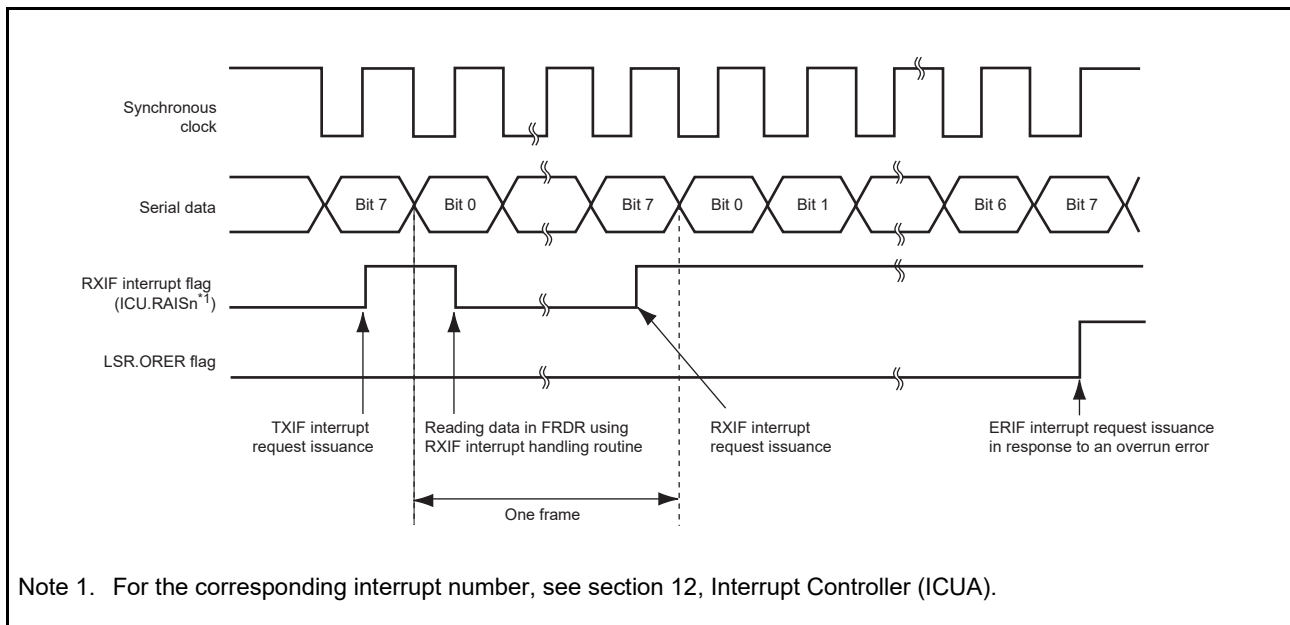 Synchronous
clock
Serial data
Bit 7
Bit 0
Bit 7
Bit 0
Bit 1
Bit 6
Bit 7
RXIF interrupt flag
(ICU.RAISn*1)
LSR.ORER flag
TXIF interrupt
request issuance
Reading data in FRDR using
RXIF interrupt handling routine
RXIF interrupt
request issuance
ERIF interrupt request issuance
in response to an overrun error
One frame
Note 1. For the corresponding interrupt number, see section 12, Interrupt Controller (ICUA).